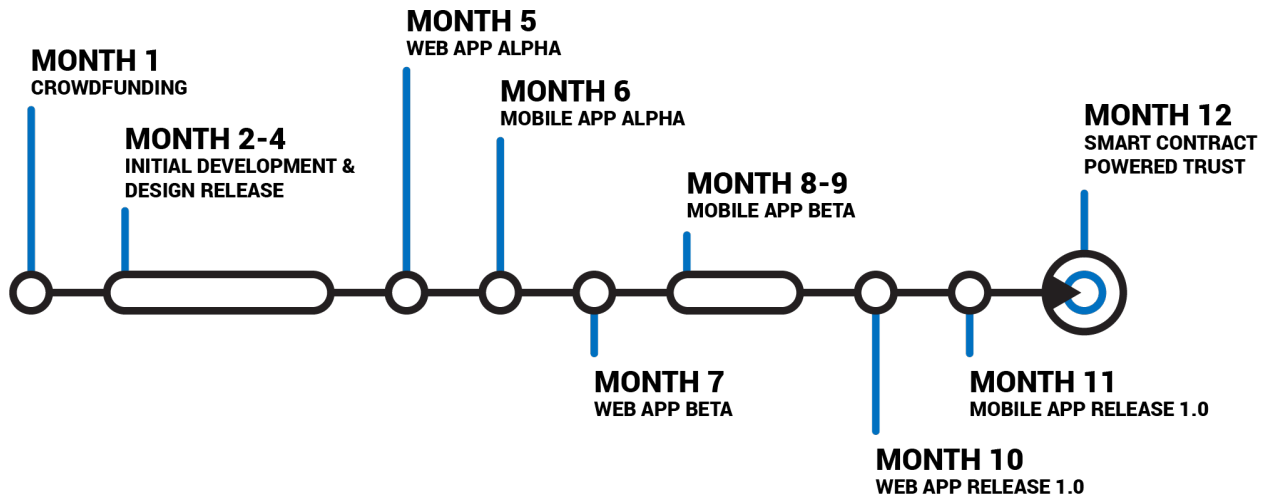 MONTH 1
CROWDFUNDING
MONTH 2-4
INITIAL DEVELOPMENT &
DESIGN RELEASE
MONTH 5
WEB APP ALPHA
MONTH 6
MOBILE APP ALPHA
MONTH 7
WEB APP BETA
MONTH 8-9
MOBILE APP BETA
MONTH 10
WEB APP RELEASE 1.0
MONTH 11
MOBILE APP RELEASE 1.0
MONTH 12
SMART CONTRACT
POWERED TRUST